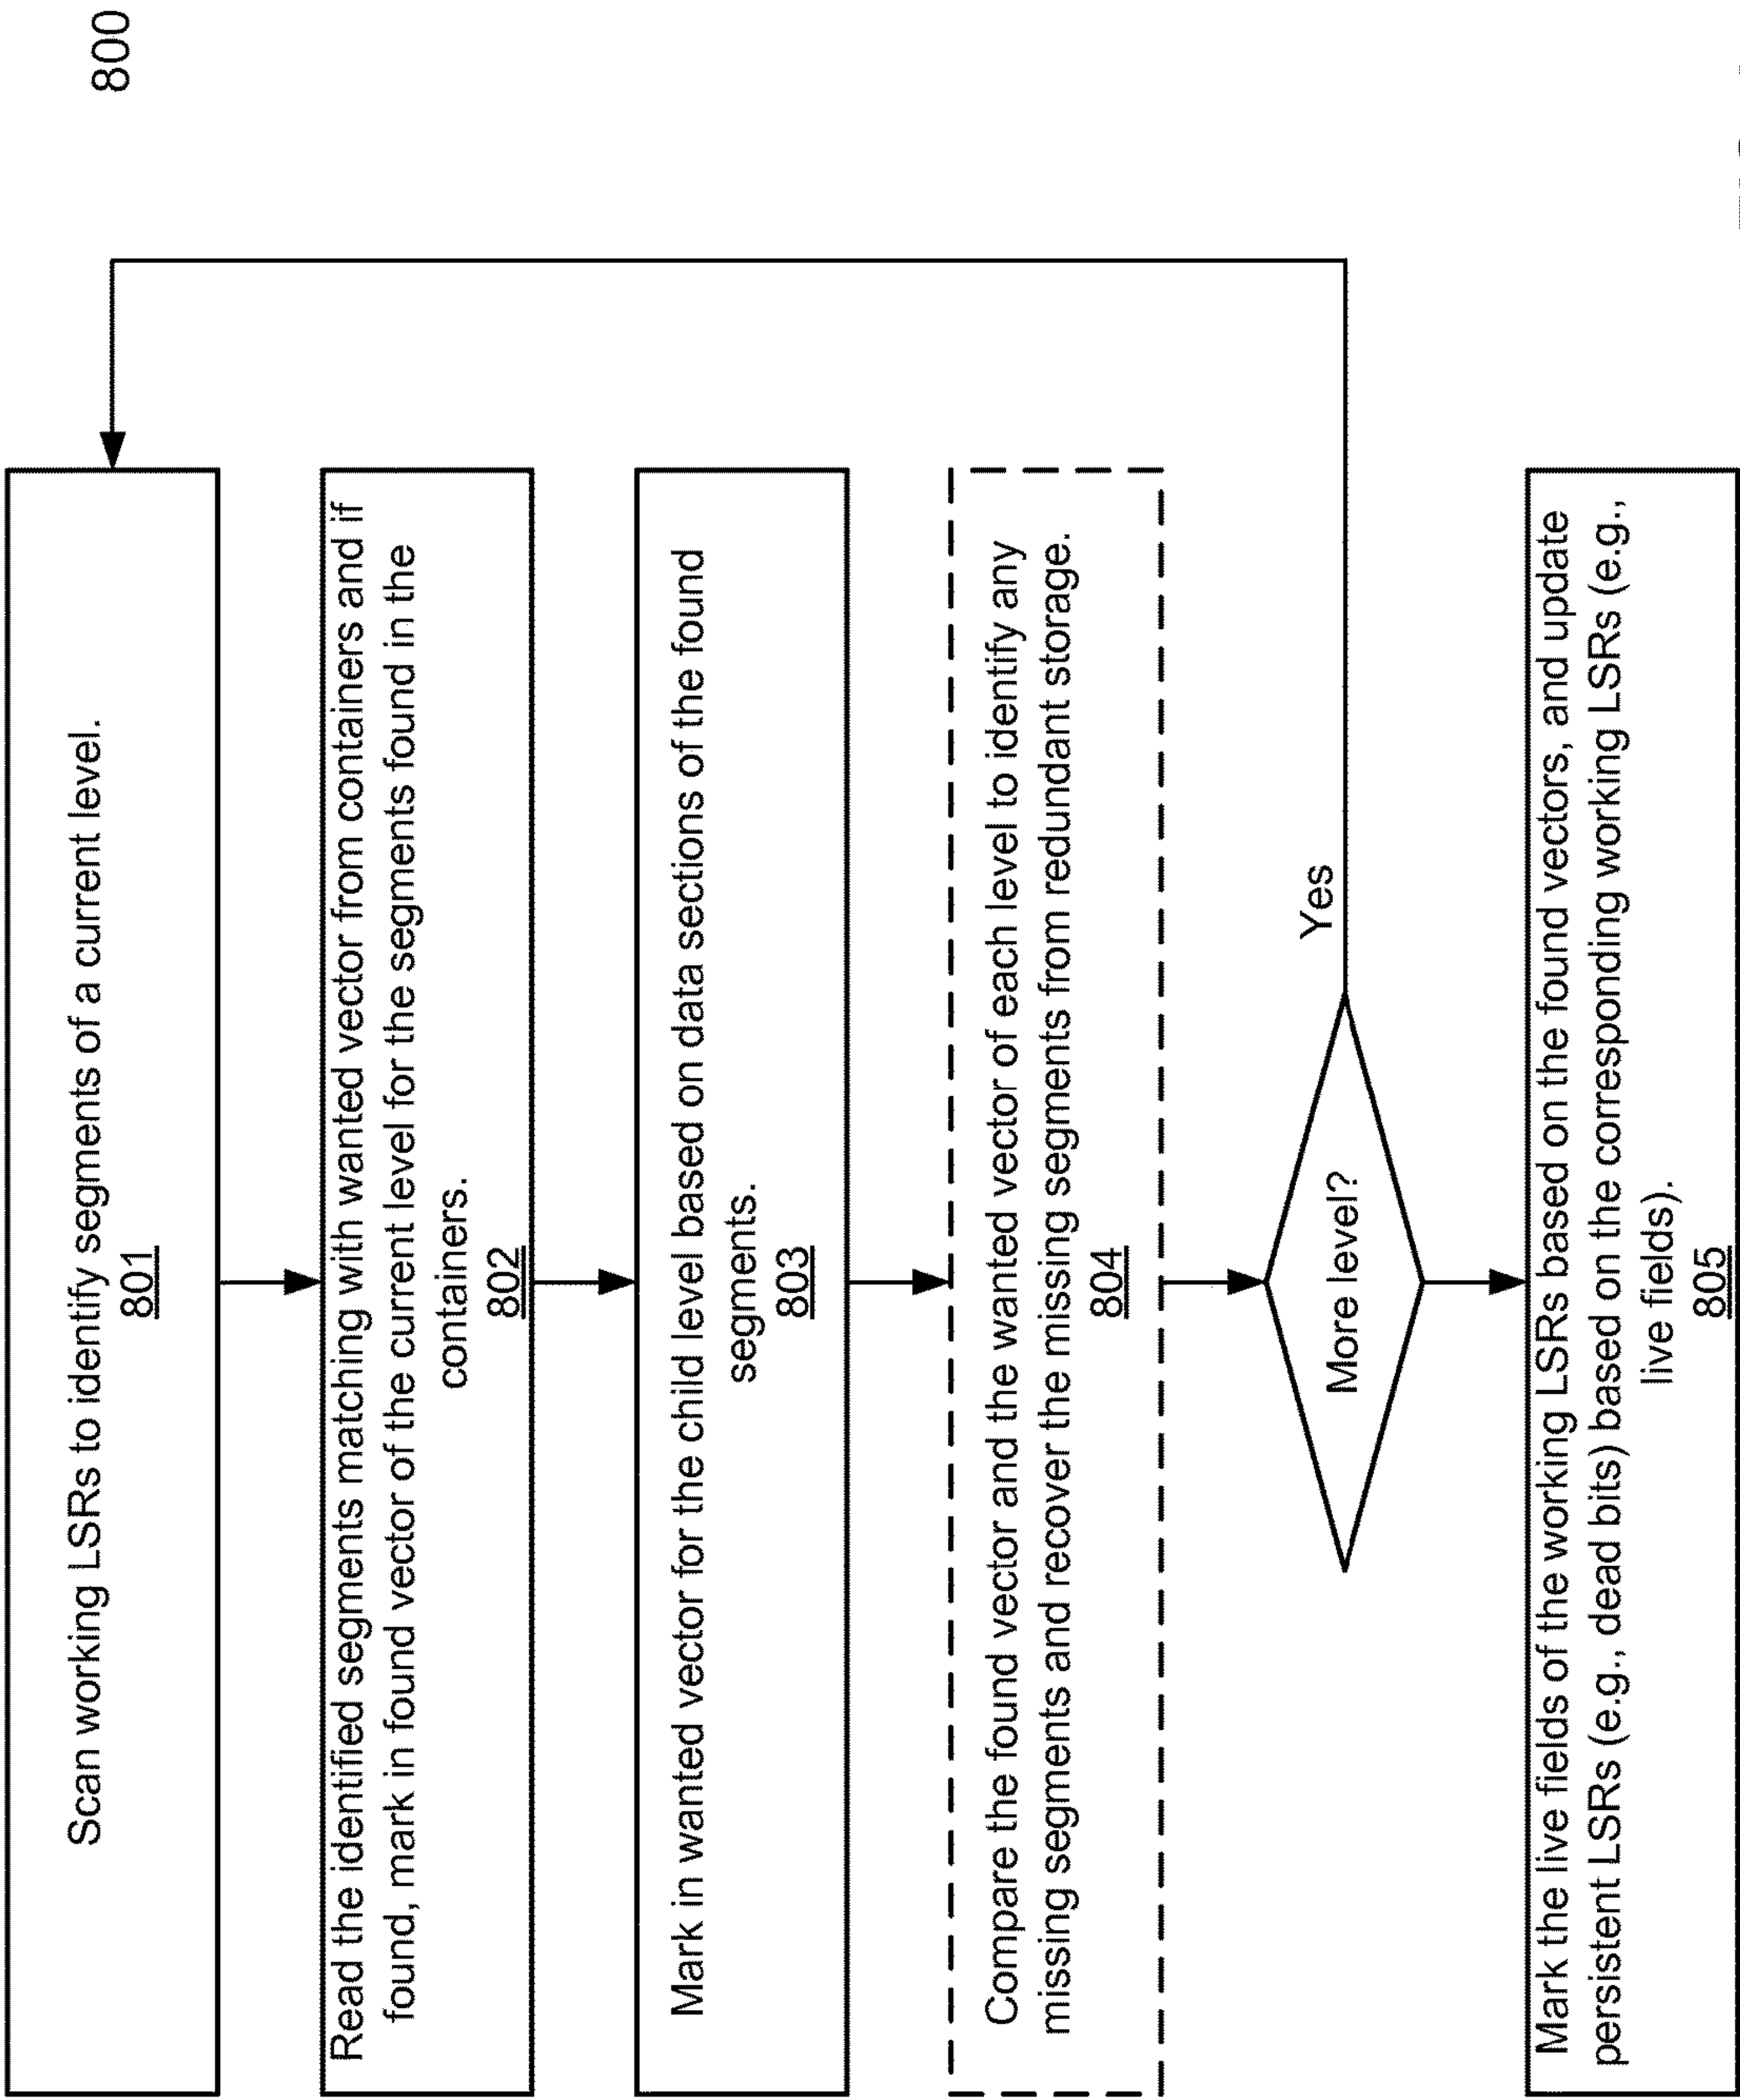 800
Scan working LSRs to identify segments of a current level.
801
Read the identified segments matching with wanted vector from containers and if
found, mark in found vector of the current level for the segments found in the
containers.
802
Mark in wanted vector for the child level based on data sections of the found
segments.
803
Compare the found vector and the wanted vector of each level to identify any
missing segments and recover the missing segments from redundant storage.
804
More level?
Yes
Mark the live fields of the working LSRs based on the found vectors, and update
persistent LSRs (e.g., dead bits) based on the corresponding working LSRs (e.g.,
live fields).
805